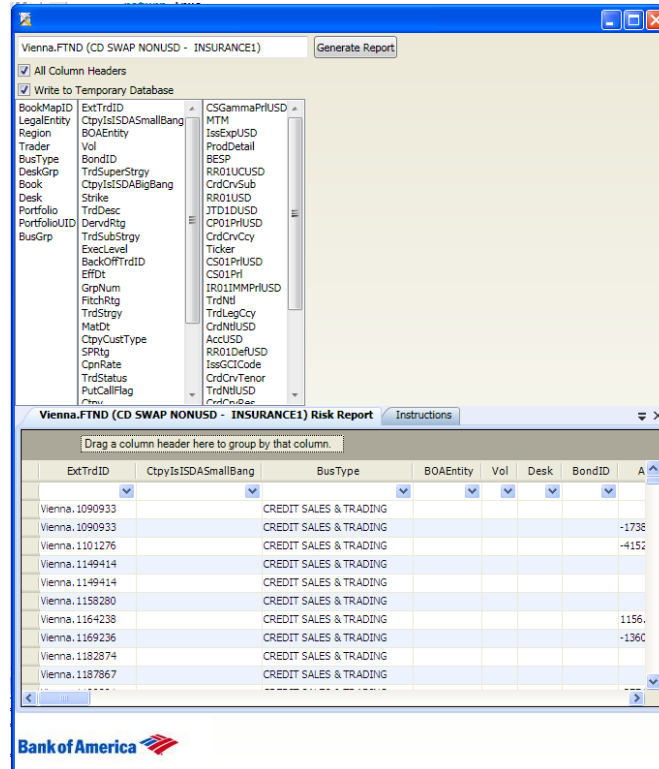 Vienna.FTND (CD SWAP NONUSD - INSURANCE1) Generate Report
All Column Headers
Write to Temporary Database
BookMapID
LegalEntity
Region
Trader
BusType
DeskGrp
Book
Desk
Portfolio
PortfolioUID
BusGrp
ExtTrdID
CtpyIsISDASmallBang
BOAEntity
Vol
BondID
TrdSuperStrgy
CtpyIsISDABigBang
Strike
TrdDesc
DervdRtg
TrdSubStrgy
ExecLevel
BackOffTrdID
EffDt
GrpNum
FitchRtg
TrdStrgy
MatDt
CtpyCustType
SPRtg
CpnRate
TrdStatus
PutCallFlag
Ctpy
CSGammaPrlUSD
MTM
IssExpUSD
ProdDetail
BESP
RR01UCUSD
CrdCrvSub
RR01USD
JTD1DUSD
CP01PrlUSD
CrdCrvCcy
Ticker
CS01PrlUSD
CS01Prl
IR01IMMPrlUSD
TrdNtl
TrdLegCcy
CrdNtlUSD
AccUSD
RR01DefUSD
IssGCICode
CrdCrvTenor
TrdNtlUSD
CrdCrvRes
Vienna.FTND (CD SWAP NONUSD - INSURANCE1) Risk Report Instructions
Drag a column header here to group by that column.
ExtTrdID CtpyIsISDASmallBang BusType BOAEntity Vol Desk BondID A
Vienna.1090933 CREDIT SALES & TRADING
Vienna.1090933 CREDIT SALES & TRADING -1738
Vienna.1101276 CREDIT SALES & TRADING -4152
Vienna.1149414 CREDIT SALES & TRADING
Vienna.1149414 CREDIT SALES & TRADING
Vienna.1158280 CREDIT SALES & TRADING
Vienna.1164238 CREDIT SALES & TRADING 1156.
Vienna.1169236 CREDIT SALES & TRADING -1360
Vienna.1182874 CREDIT SALES & TRADING
Vienna.1187867 CREDIT SALES & TRADING
Bank of America